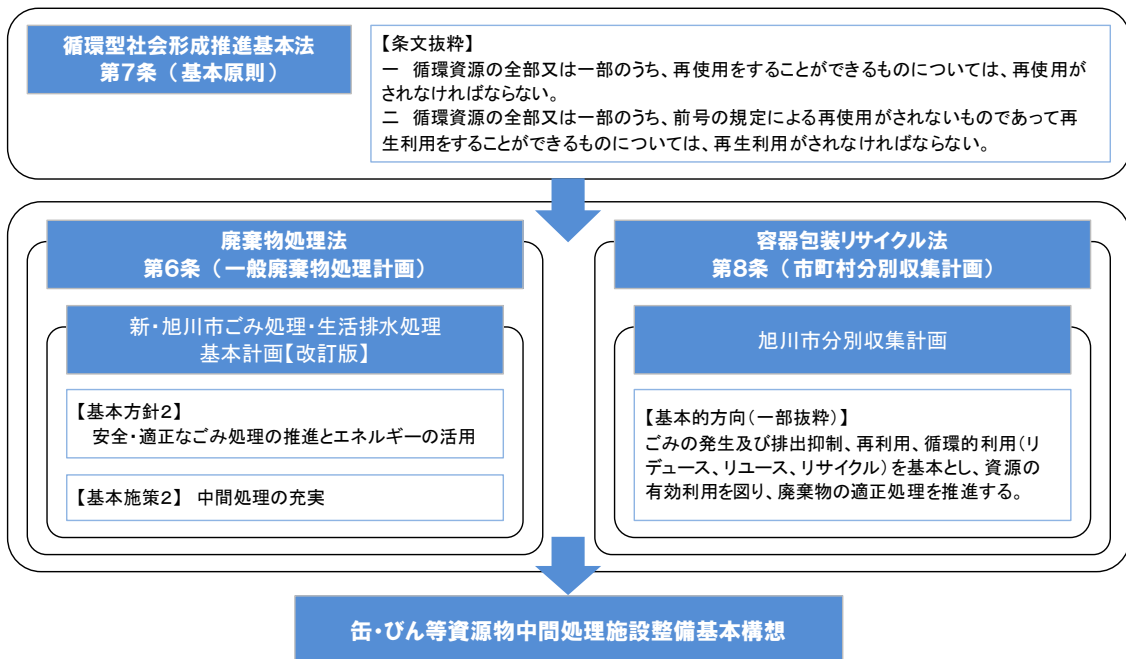 循環型社会形成推進基本法
第7条（基本原則）
【条文抜粋】
一　循環資源の全部又は一部のうち、再使用をすることができるものについては、再使用が
されなければならない。
二　循環資源の全部又は一部のうち、前号の規定による再使用がされないものであって再
生利用をすることができるものについては、再生利用がされなければならない。
廃棄物処理法
第6条（一般廃棄物処理計画）
新・旭川市ごみ処理・生活排水処理
基本計画【改訂版】
【基本方針2】
安全・適正なごみ処理の推進とエネルギーの活用
【基本施策2】　中間処理の充実
容器包装リサイクル法
第8条（市町村分別収集計画）
旭川市分別収集計画
【基本的方向（一部抜粋）】
ごみの発生及び排出抑制、再利用、循環的利用（リ
デュース、リユース、リサイクル）を基本とし、資源の
有効利用を図り、廃棄物の適正処理を推進する。
缶・びん等資源物中間処理施設整備基本構想